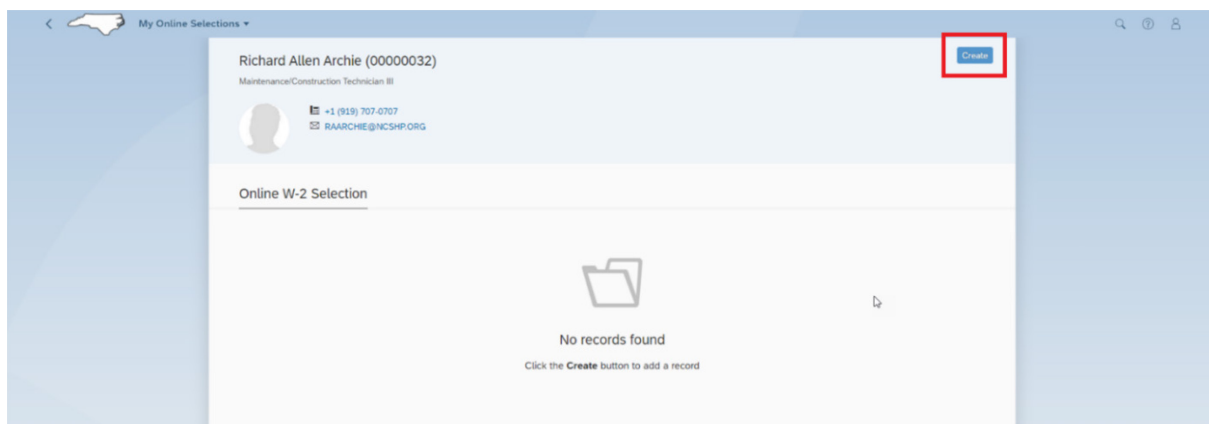 My Online Selections
Richard Allen Archie (00000032)
Create
Maintenance/Construction Technician III
+1 (919) 707-0707
RAARCHIE@NCSHP.ORG
Online W-2 Selection
No records found
Click the Create button to add a record